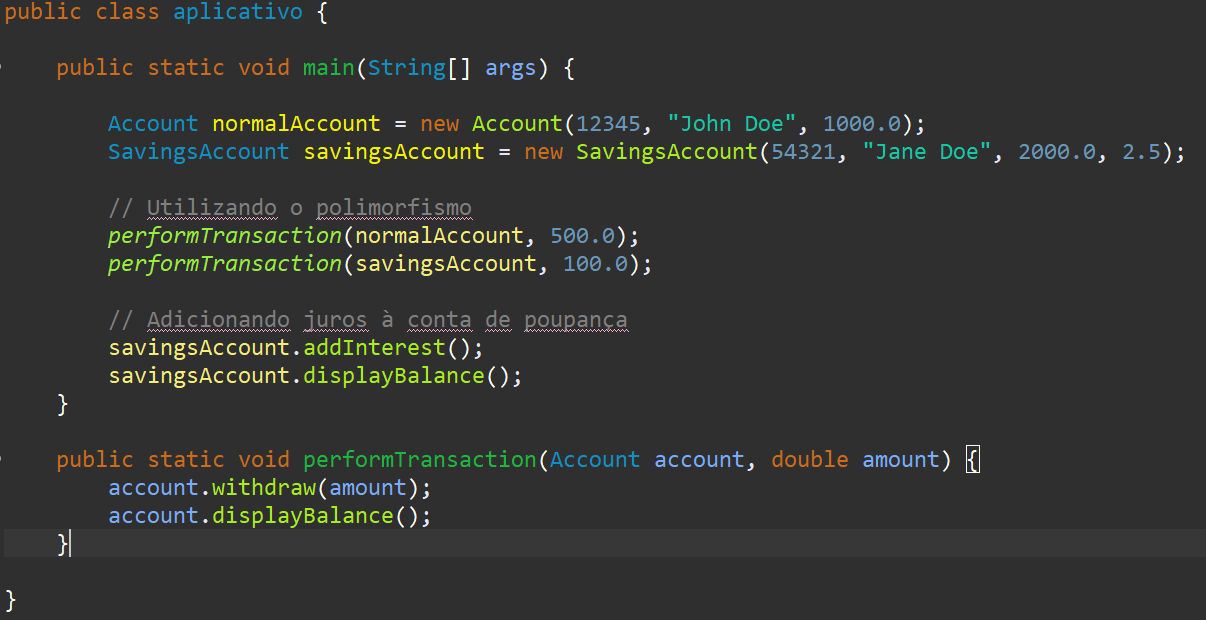 public class aplicativo {
public static void main(String[] args) {
Account normalAccount = new Account(12345, "John Doe", 1000.0);
SavingsAccount savingsAccount = new SavingsAccount(54321, "Jane Doe", 2000.0, 2.5);
// Utilizando o polimorfismo
performTransaction(normalAccount, 500.0);
performTransaction(savingsAccount, 100.0);
// Adicionando juros à conta de poupança
savingsAccount.addInterest();
savingsAccount.displayBalance();
}
public static void performTransaction(Account account, double amount) {
account.withdraw(amount);
account.displayBalance();
}
}